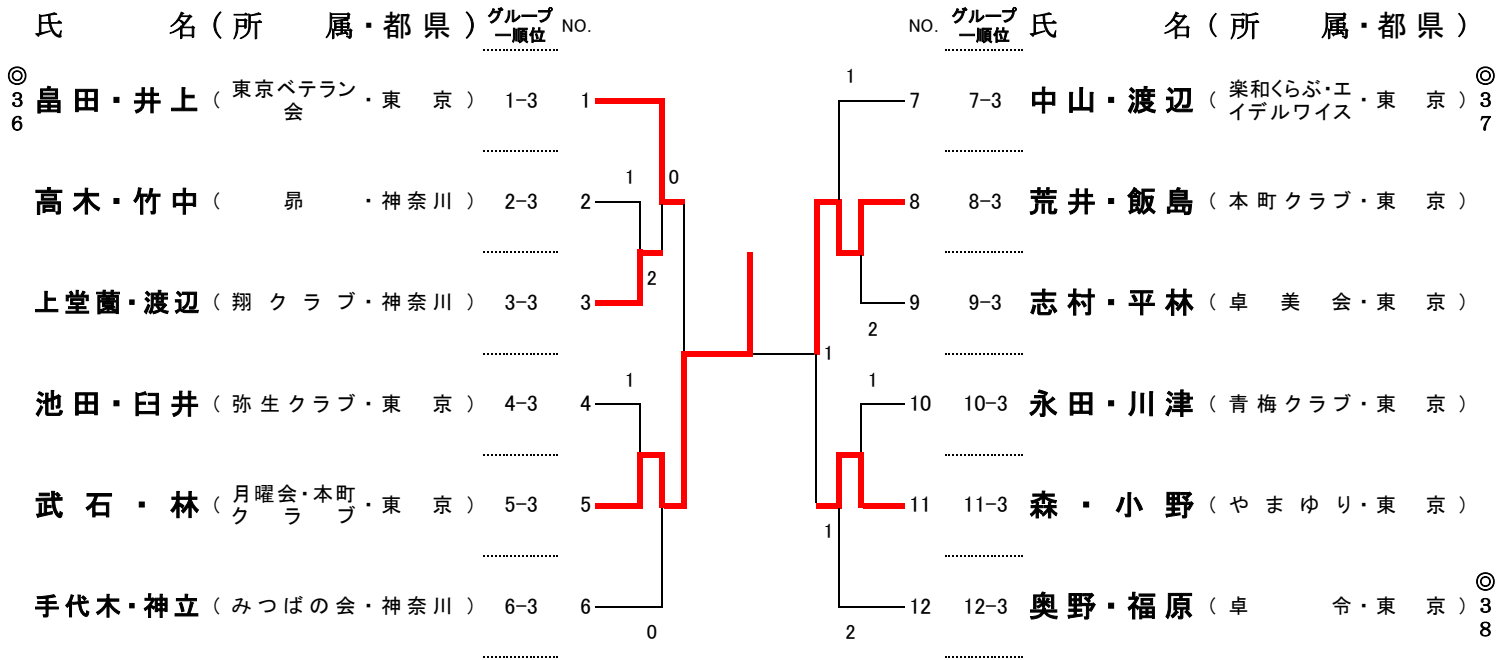 氏 名 ( 所 属・都 県 ) グループ ー順位 NO.
◎36 畠田・井上 ( 東京ベテラン会 ・ 東 京 ) 1-3 1
高木・竹中 ( 昴 ・ 神奈川 ) 2-3 2
上堂薗・渡辺 ( 翔クラブ ・ 神奈川 ) 3-3 3
池田・臼井 ( 弥生クラブ ・ 東 京 ) 4-3 4
武石・林 ( 月曜会・本町クラブ ・ 東 京 ) 5-3 5
手代木・神立 ( みつばの会 ・ 神奈川 ) 6-3 6
1 0
2
1
0
NO. グループ ー順位 氏 名 ( 所 属・都 県 )
7 7-3 中山・渡辺 ( 楽和くらぶ・エイデルワイス ・ 東 京 ) ◎37
8 8-3 荒井・飯島 ( 本町クラブ ・ 東 京 )
9 9-3 志村・平林 ( 卓美会 ・ 東 京 )
10 10-3 永田・川津 ( 青梅クラブ ・ 東 京 )
11 11-3 森・小野 ( やまゆり ・ 東 京 )
12 12-3 奥野・福原 ( 卓 令 ・ 東 京 ) ◎38
1
2
1
1
1
2